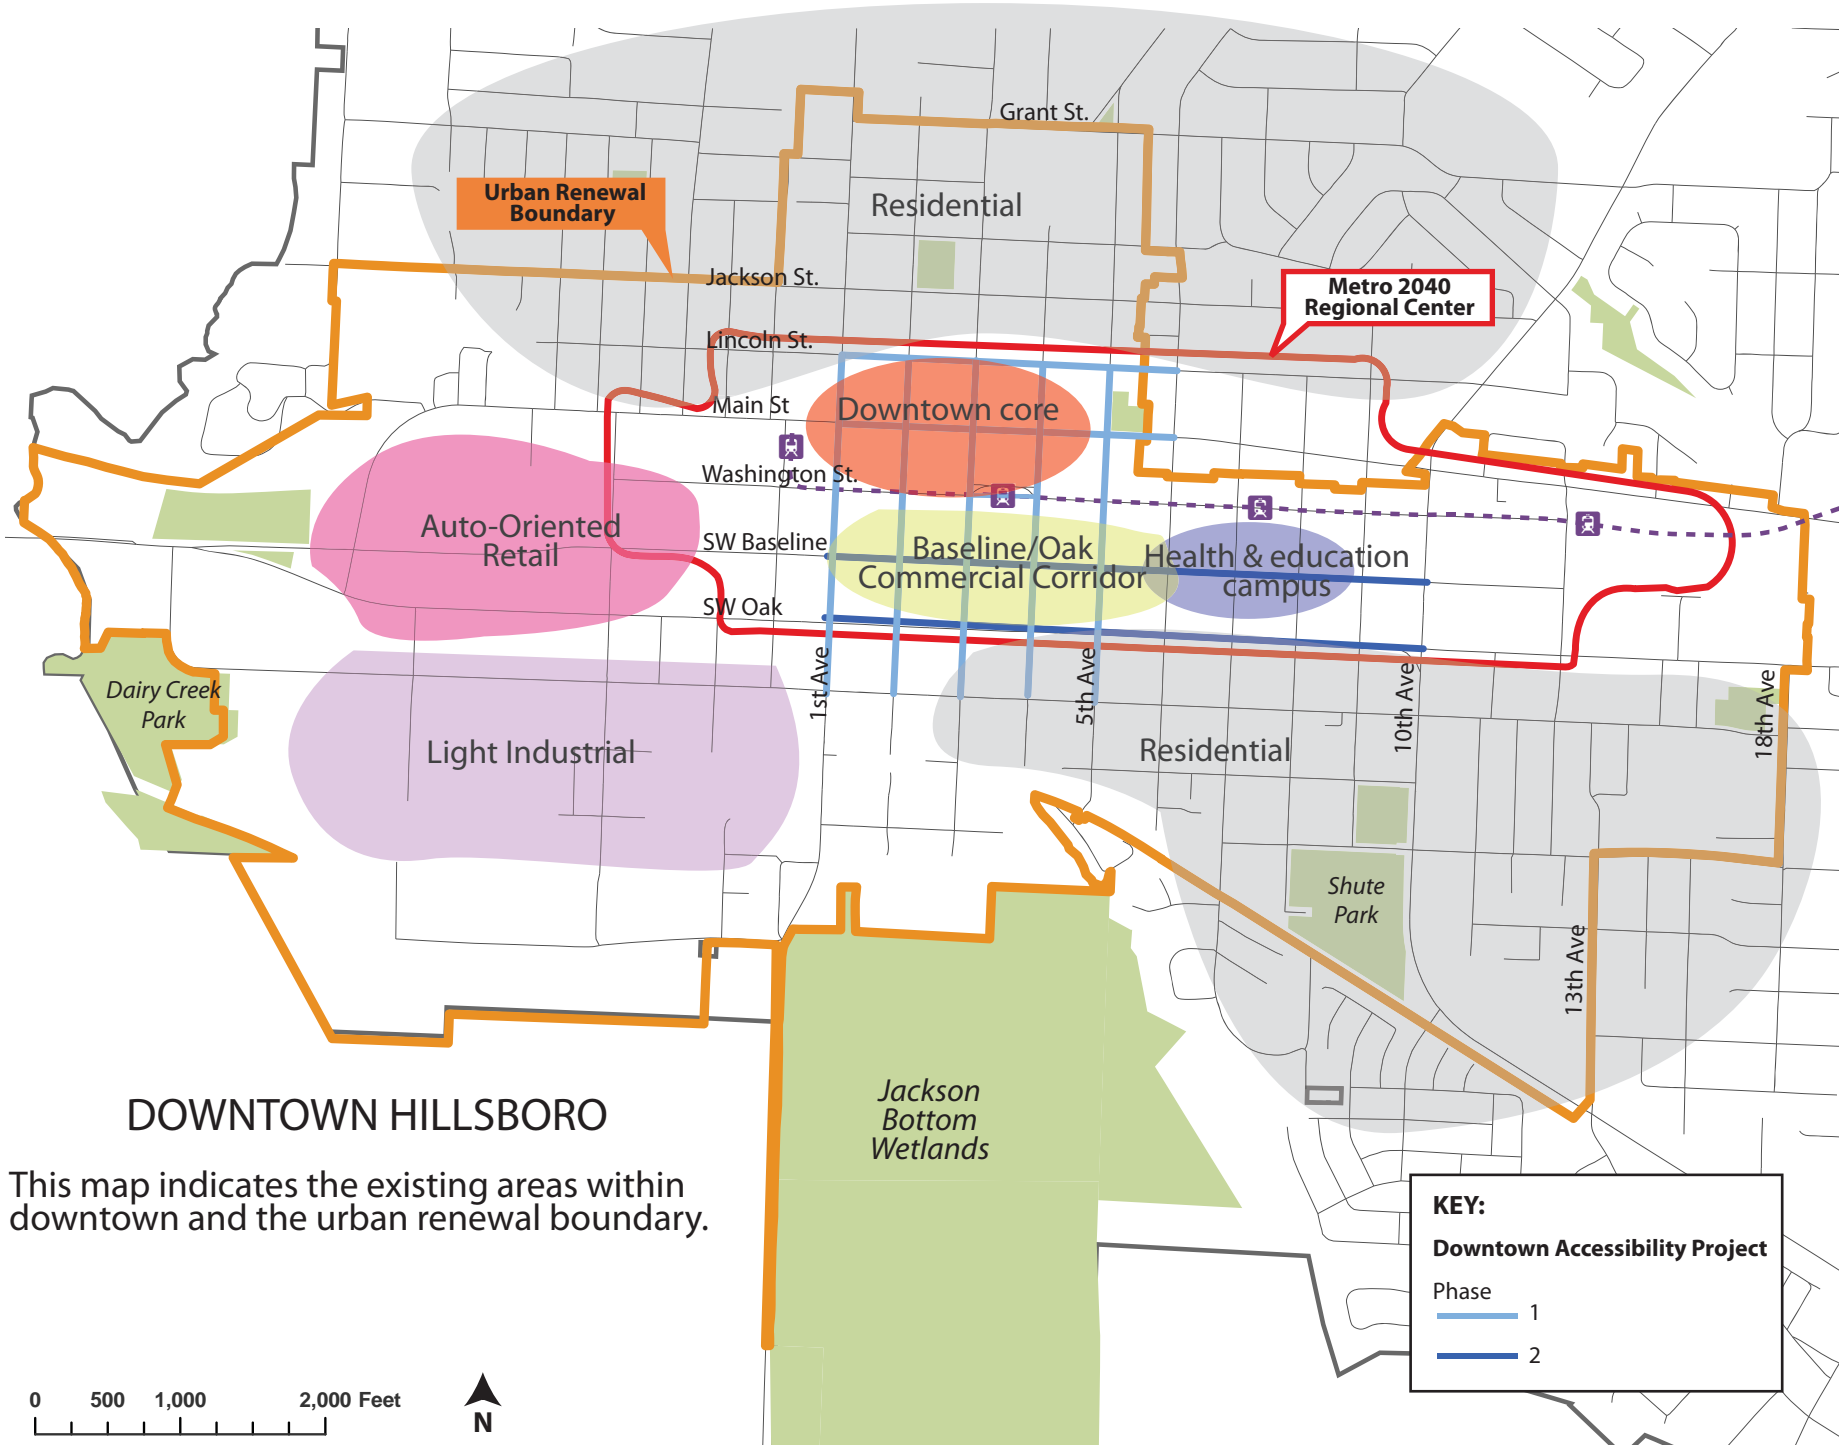 Grant St.
Urban Renewal
Boundary
Residential
Jackson St.
Metro 2040
Regional Center
Lincoln St.
Main St
Downtown core
Washington St.
Auto-Oriented
Retail
SW Baseline
Baseline/Oak
Commercial Corridor
Health & education
campus
SW Oak
1st Ave
5th Ave
10th Ave
18th Ave
Dairy Creek
Park
Light Industrial
Residential
Shute
Park
13th Ave
Jackson
Bottom
Wetlands
DOWNTOWN HILLSBORO
This map indicates the existing areas within
downtown and the urban renewal boundary.
KEY:
Downtown Accessibility Project
Phase
1
2
0 500 1,000 2,000 Feet
N